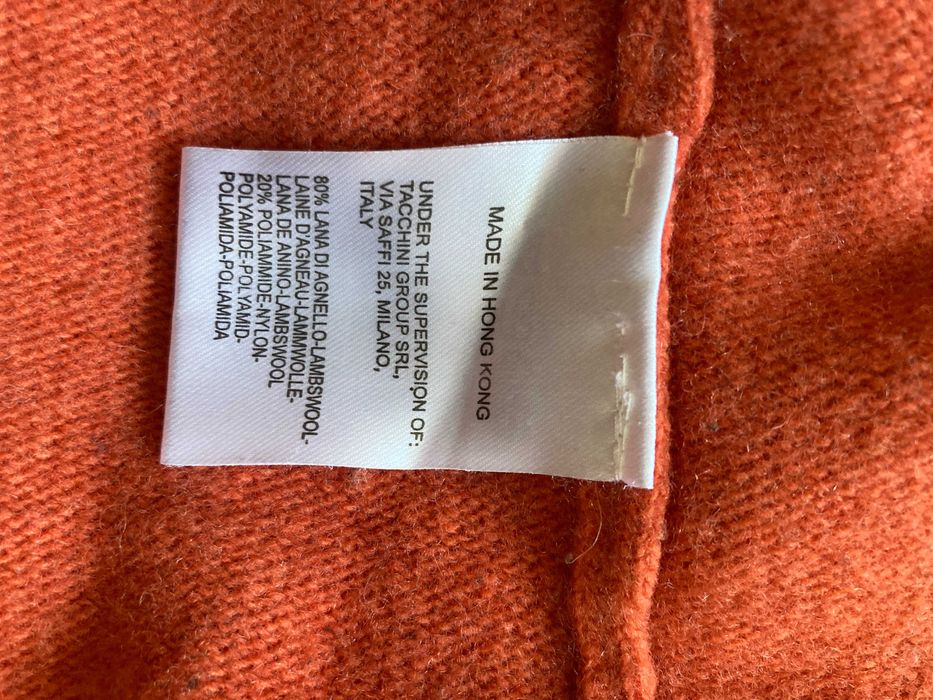 MADE IN HONG KONG
UNDER THE SUPERVISION OF:
TACCHINI GROUP SRL,
VIA SAFFI 25, MILANO,
ITALY
80% LANA DI AGNELLO-LAMBSWOOL-
LAINE D'AGNEAU-LAMMWOLLE-
LANA DE ANINO-LAMBSWOOL
20% POLIAMMIDE-NYLON-
POLYAMIDE-POLYAMID-
POLIAMIDA-POLIAMIDA